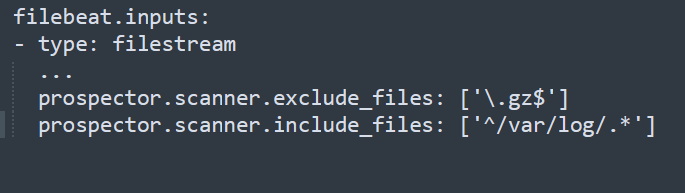 filebeat.inputs:
- type: filestream
  ...
  prospector.scanner.exclude_files: ['\.gz$']
  prospector.scanner.include_files: ['^/var/log/.*']